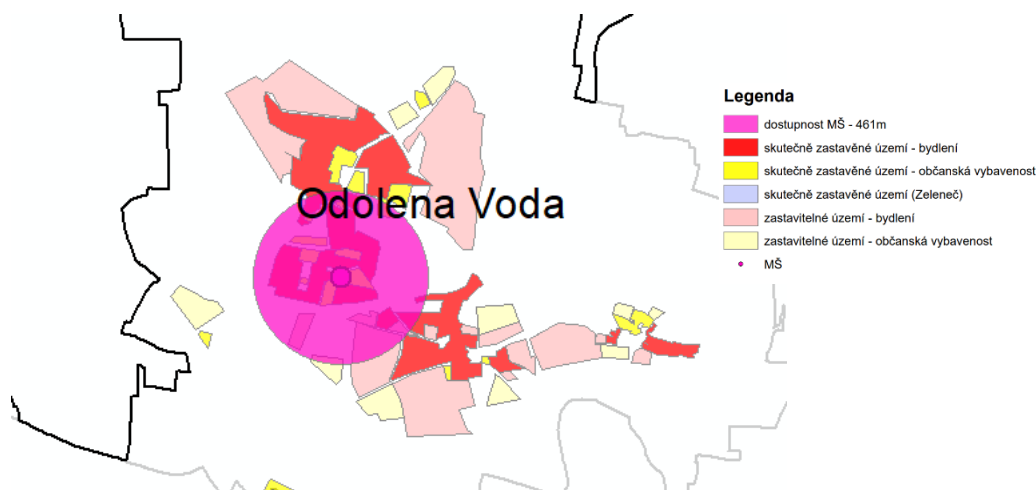 Odolena Voda
Legenda
dostupnost MŠ - 461m
skutečně zastavěné území - bydlení
skutečně zastavěné území - občanská vybavenost
skutečně zastavěné území (Zeleneč)
zastavitelné území - bydlení
zastavitelné území - občanská vybavenost
MŠ